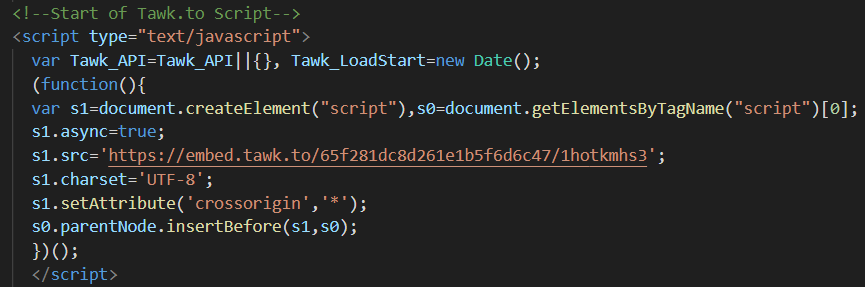 <!--Start of Tawk.to Script-->
<script type="text/javascript">
var Tawk_API=Tawk_API||{}, Tawk_LoadStart=new Date();
(function(){
var s1=document.createElement("script"),s0=document.getElementsByTagName("script")[0];
s1.async=true;
s1.src='https://embed.tawk.to/65f281dc8d261e1b5f6d6c47/1hotkmhs3';
s1.charset='UTF-8';
s1.setAttribute('crossorigin','*');
s0.parentNode.insertBefore(s1,s0);
})();
</script>